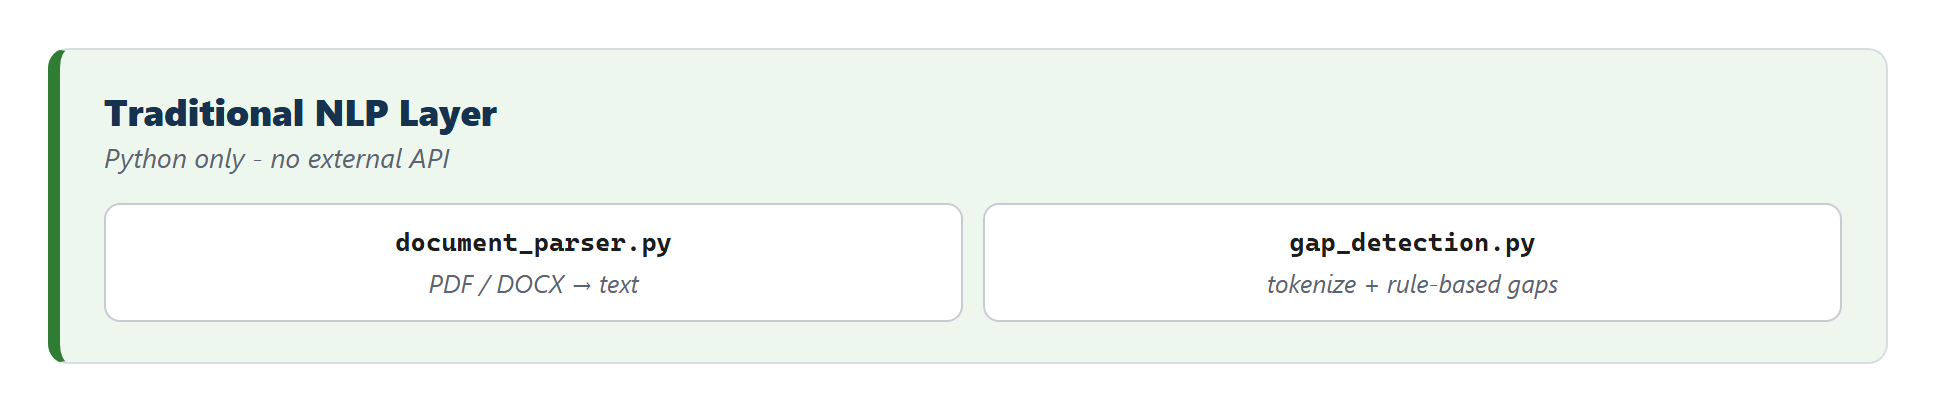 Traditional NLP Layer
Python only - no external API
document_parser.py
PDF / DOCX → text
gap_detection.py
tokenize + rule-based gaps